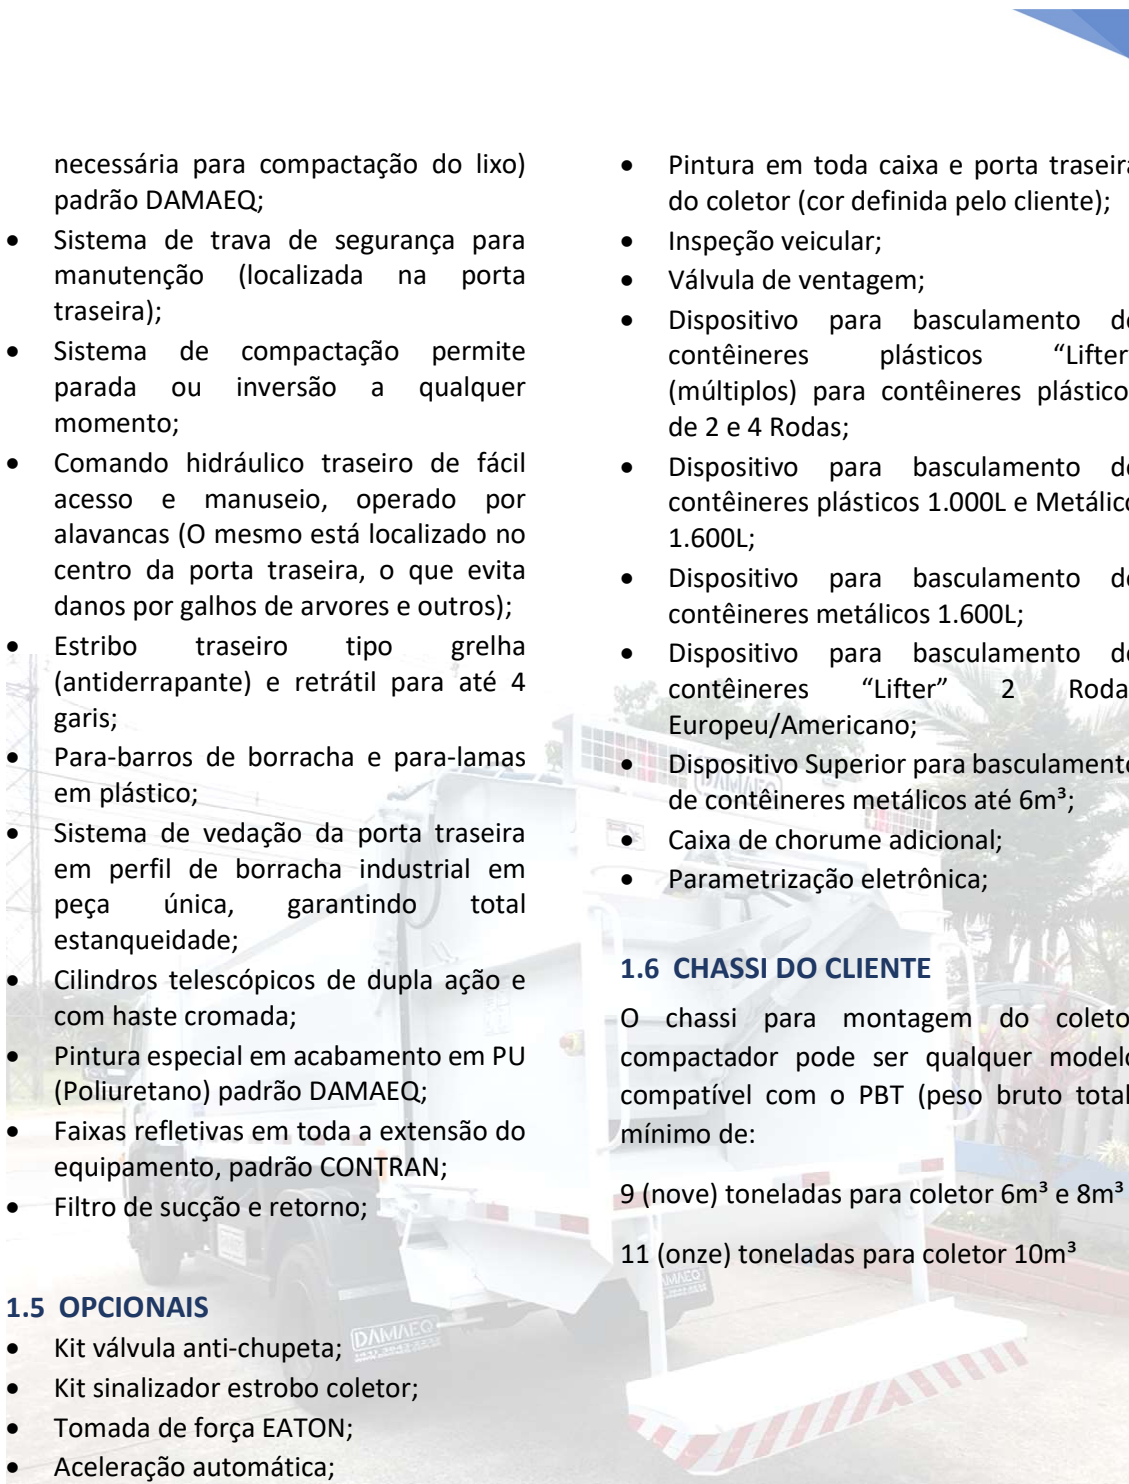 necessária para compactação do lixo)
padrão DAMAEQ;
• Sistema de trava de segurança para
manutenção (localizada na porta
traseira);
• Sistema de compactação permite
parada ou inversão a qualquer
momento;
• Comando hidráulico traseiro de fácil
acesso e manuseio, operado por
alavancas (O mesmo está localizado no
centro da porta traseira, o que evita
danos por galhos de arvores e outros);
• Estribo traseiro tipo grelha
(antiderrapante) e retrátil para até 4
garis;
• Para-barros de borracha e para-lamas
em plástico;
• Sistema de vedação da porta traseira
em perfil de borracha industrial em
peça única, garantindo total
estanqueidade;
• Cilindros telescópicos de dupla ação e
com haste cromada;
• Pintura especial em acabamento em PU
(Poliuretano) padrão DAMAEQ;
• Faixas refletivas em toda a extensão do
equipamento, padrão CONTRAN;
• Filtro de sucção e retorno;
1.5 OPCIONAIS
• Kit válvula anti-chupeta;
• Kit sinalizador estrobo coletor;
• Tomada de força EATON;
• Aceleração automática;
• Pintura em toda caixa e porta traseira
do coletor (cor definida pelo cliente);
• Inspeção veicular;
• Válvula de ventagem;
• Dispositivo para basculamento de
contêineres plásticos “Lifter”
(múltiplos) para contêineres plástico
de 2 e 4 Rodas;
• Dispositivo para basculamento de
contêineres plásticos 1.000L e Metálico
1.600L;
• Dispositivo para basculamento de
contêineres metálicos 1.600L;
• Dispositivo para basculamento de
contêineres “Lifter” 2 Roda
Europeu/Americano;
• Dispositivo Superior para basculamento
de contêineres metálicos até 6m³;
• Caixa de chorume adicional;
• Parametrização eletrônica;
1.6 CHASSI DO CLIENTE
O chassi para montagem do coleto
compactador pode ser qualquer modelo
compatível com o PBT (peso bruto total
mínimo de:
9 (nove) toneladas para coletor 6m³ e 8m³
11 (onze) toneladas para coletor 10m³
DAMAEQ
DAMAEQ
DAMAEQ